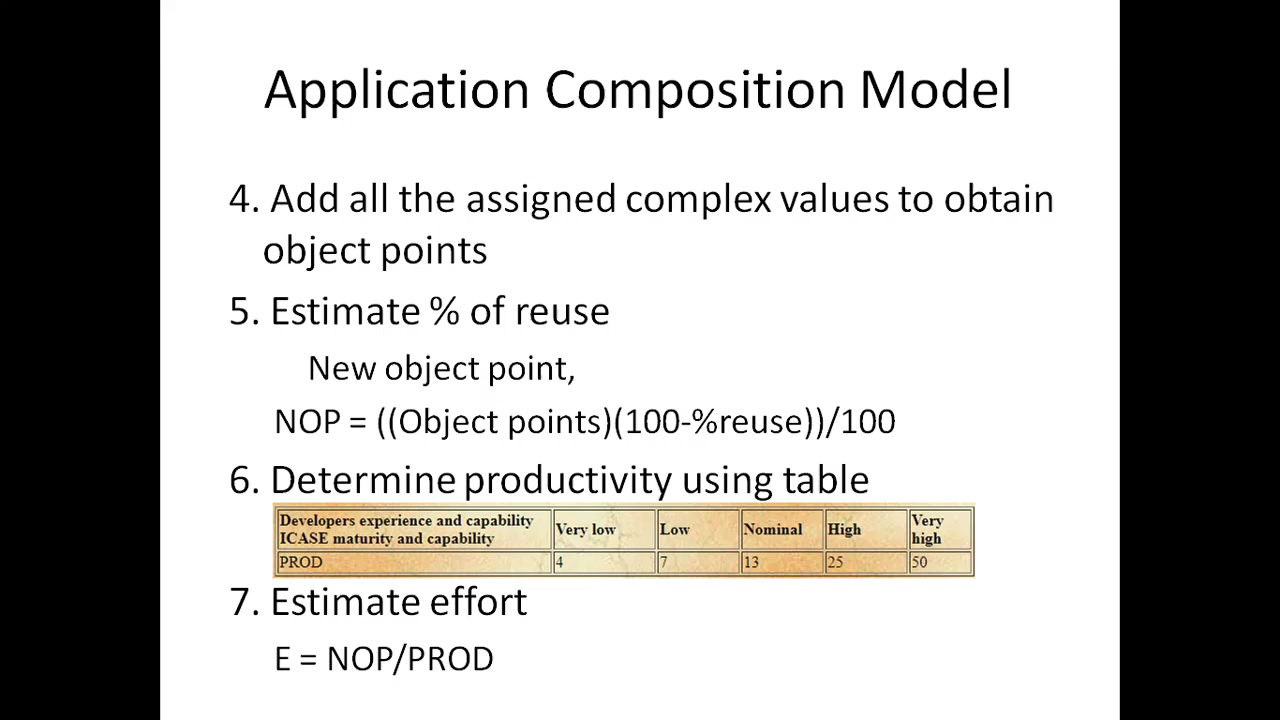 Application Composition Model
4. Add all the assigned complex values to obtain
object points
5. Estimate % of reuse
New object point,
NOP = ((Object points)(100-%reuse))/100
6. Determine productivity using table
Developers experience and capability
ICASE maturity and capability
Very low
Low
Nominal
High
Very
high
PROD
4
7
13
25
50
7. Estimate effort
E = NOP/PROD